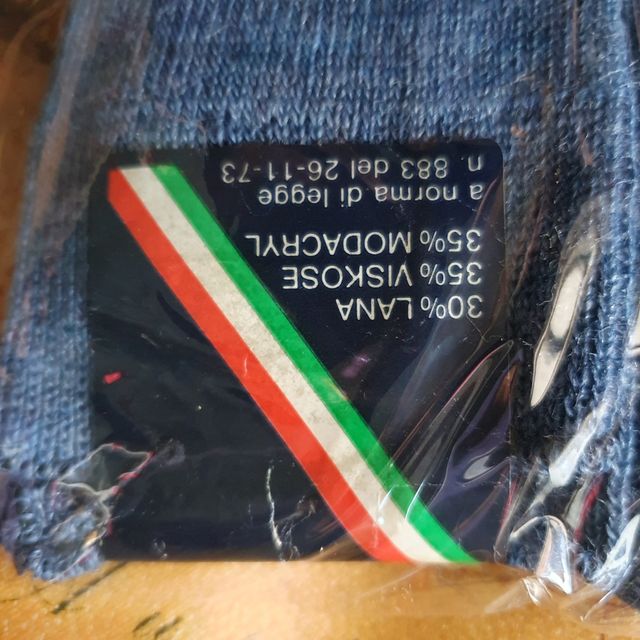 30% LANA
35% VISKOSE
35% MODACRYL
a norma di legge
n. 883 del 26-11-73